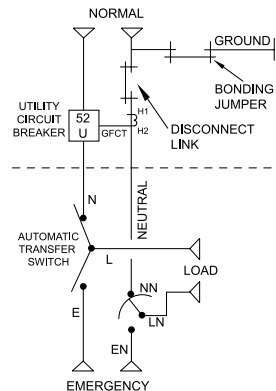 NORMAL
GROUND
BONDING
JUMPER
UTILITY
CIRCUIT
BREAKER
52
U
GFCT
H1
H2
DISCONNECT
LINK
N
NEUTRAL
AUTOMATIC
TRANSFER
SWITCH
L
LOAD
E
NN
LN
EN
EMERGENCY